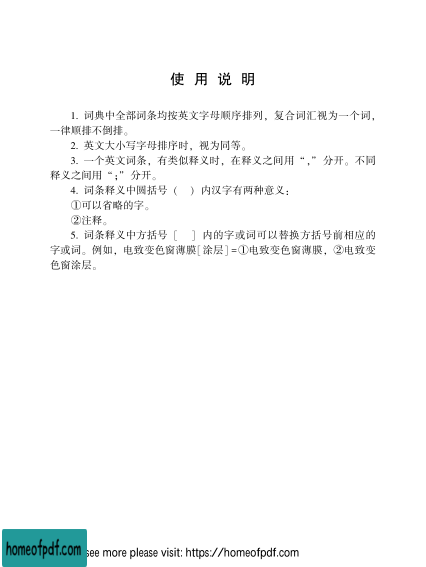 使 用 说 明
1. 词典中全部词条均按英文字母顺序排列，复合词汇视为一个词，
一律顺排不倒排。
2. 英文大小写字母排序时，视为同等。
3. 一个英文词条，有类似释义时，在释义之间用“，”分开。不同
释义之间用“；”分开。
4. 词条释义中圆括号（　）内汉字有两种意义：
①可以省略的字。
②注释。
5. 词条释义中方括号［　］内的字或词可以替换方括号前相应的
字或词。例如，电致变色窗薄膜[涂层]=①电致变色窗薄膜，②电致变
色窗涂层。
homeofpdf.com
see more please visit: https://homeofpdf.com